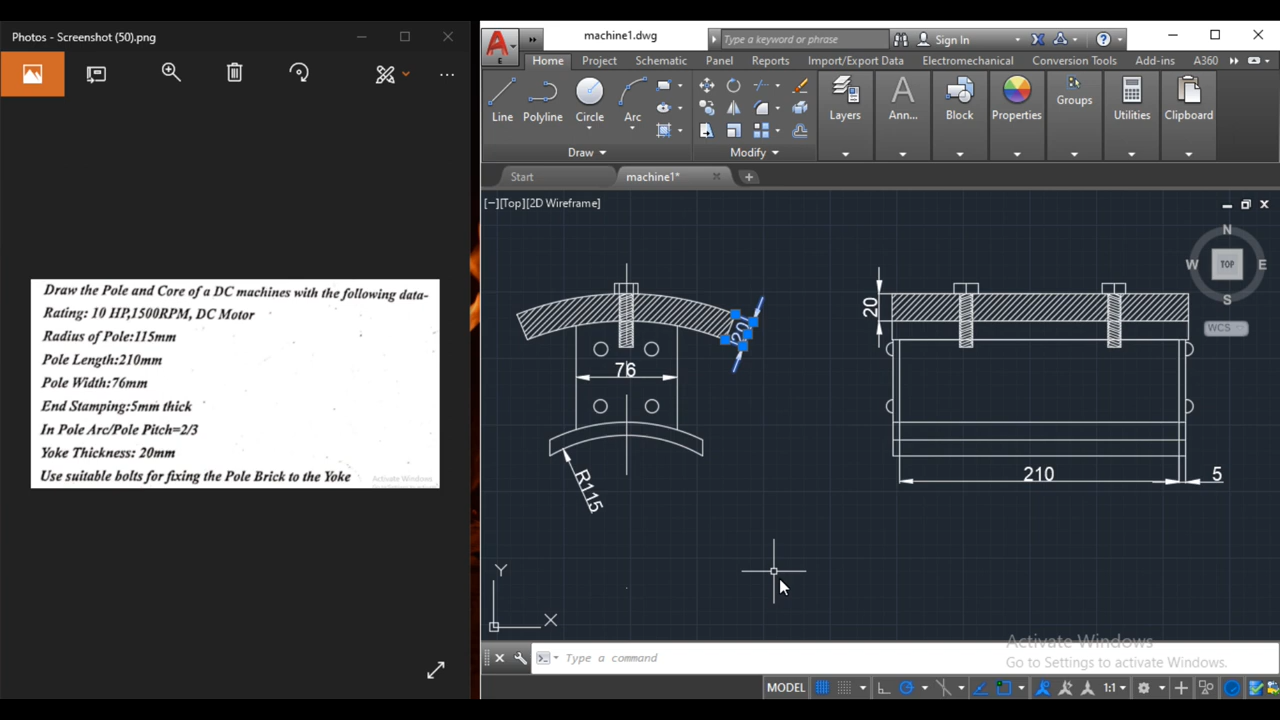 Photos - Screenshot (50).png
Draw the Pole and Core of a DC machines with the following data-
Rating: 10 HP,1500RPM, DC Motor
Radius of Pole:115mm
Pole Length:210mm
Pole Width:76mm
End Stamping:5mm thick
In Pole Arc/Pole Pitch=2/3
Yoke Thickness: 20mm
Use suitable bolts for fixing the Pole Brick to the Yoke
Activate Windows
machine1.dwg
Type a keyword or phrase
Sign In
A
E
Home Project Schematic Panel Reports Import/Export Data Electromechanical Conversion Tools Add-ins A360
Line Polyline Circle Arc
Layers Ann... Block Properties Groups Utilities Clipboard
Draw Modify
Start machine1*
[−][Top][2D Wireframe]
N
W TOP E
S
WCS
20
20
76
R115
210 5
Y
X
Activate Windows
Go to Settings to activate Windows.
Type a command
MODEL 1:1